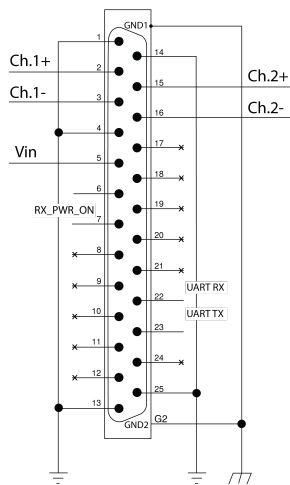 GND1
1
14
Ch.1+
2
15
Ch.2+
Ch.1-
3
16
Ch.2-
4
17
Vin
5
18
6
RX_PWR_ON
19
7
20
8
21
9
UART RX
22
10
UART TX
23
11
24
12
25
13
GND2
G2